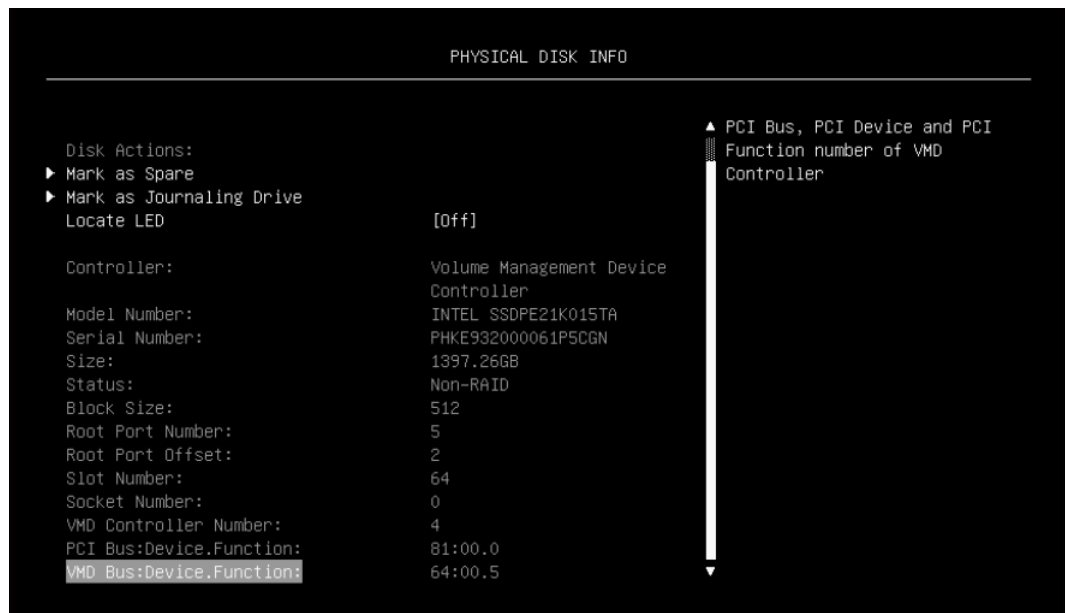 PHYSICAL DISK INFO
Disk Actions:
Mark as Spare
Mark as Journaling Drive
Locate LED [Off]
Controller: Volume Management Device
Controller
Model Number: INTEL SSDPE21K015TA
Serial Number: PHKE932000061P5CGN
Size: 1397.26GB
Status: Non-RAID
Block Size: 512
Root Port Number: 5
Root Port Offset: 2
Slot Number: 64
Socket Number: 0
VMD Controller Number: 4
PCI Bus:Device.Function: 81:00.0
VMD Bus:Device.Function: 64:00.5
PCI Bus, PCI Device and PCI
Function number of VMD
Controller